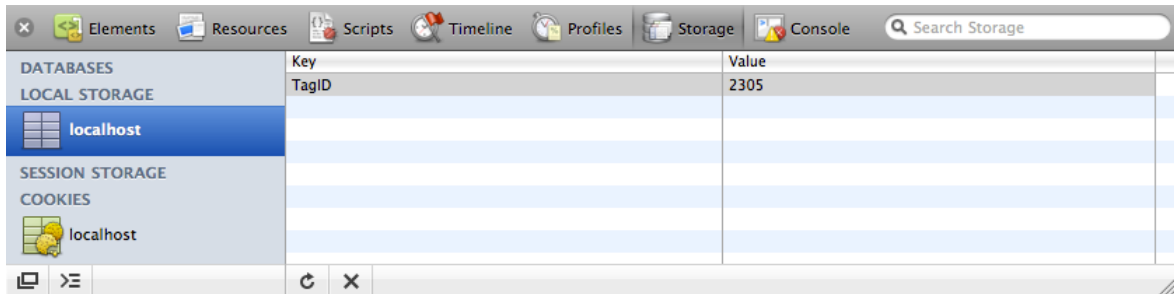 Elements Resources Scripts Timeline Profiles Storage Console Search Storage
DATABASES
LOCAL STORAGE
localhost
SESSION STORAGE
COOKIES
localhost
Key Value
TagID 2305